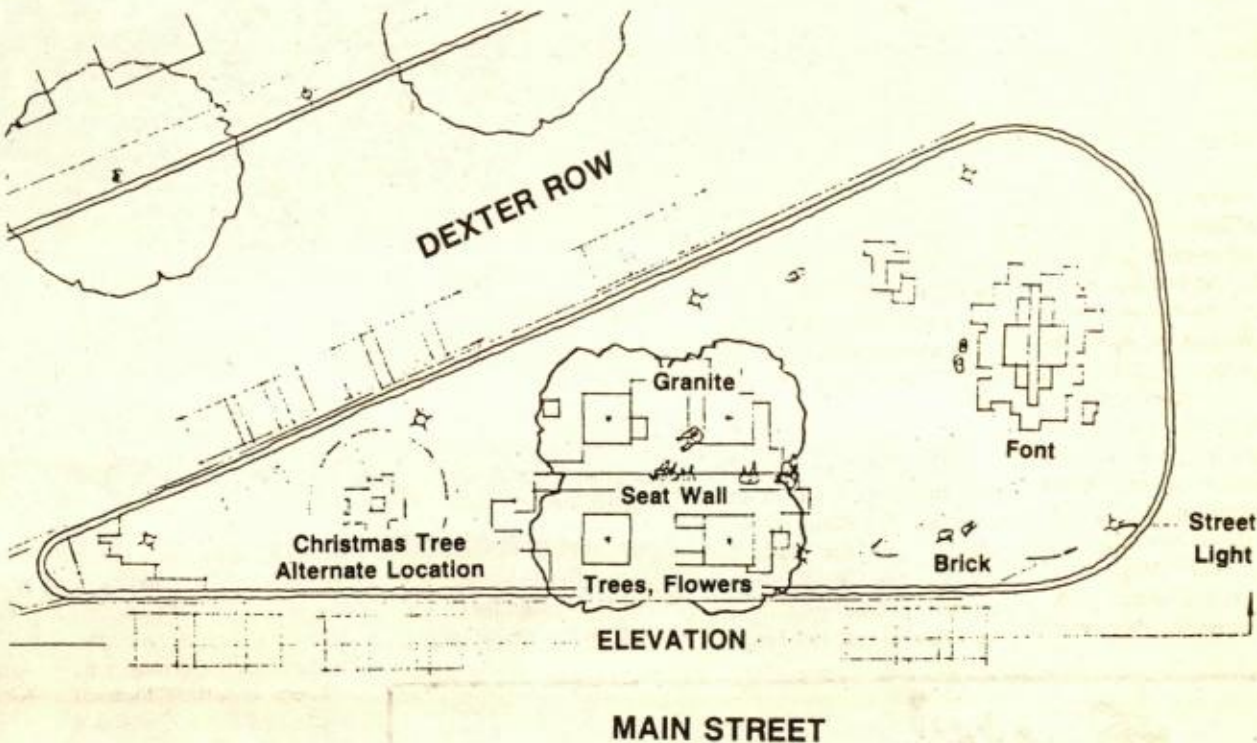 DEXTER ROW
Granite
Font
Seat Wall
Street
Light
Christmas Tree
Alternate Location
Brick
Trees, Flowers
ELEVATION
MAIN STREET